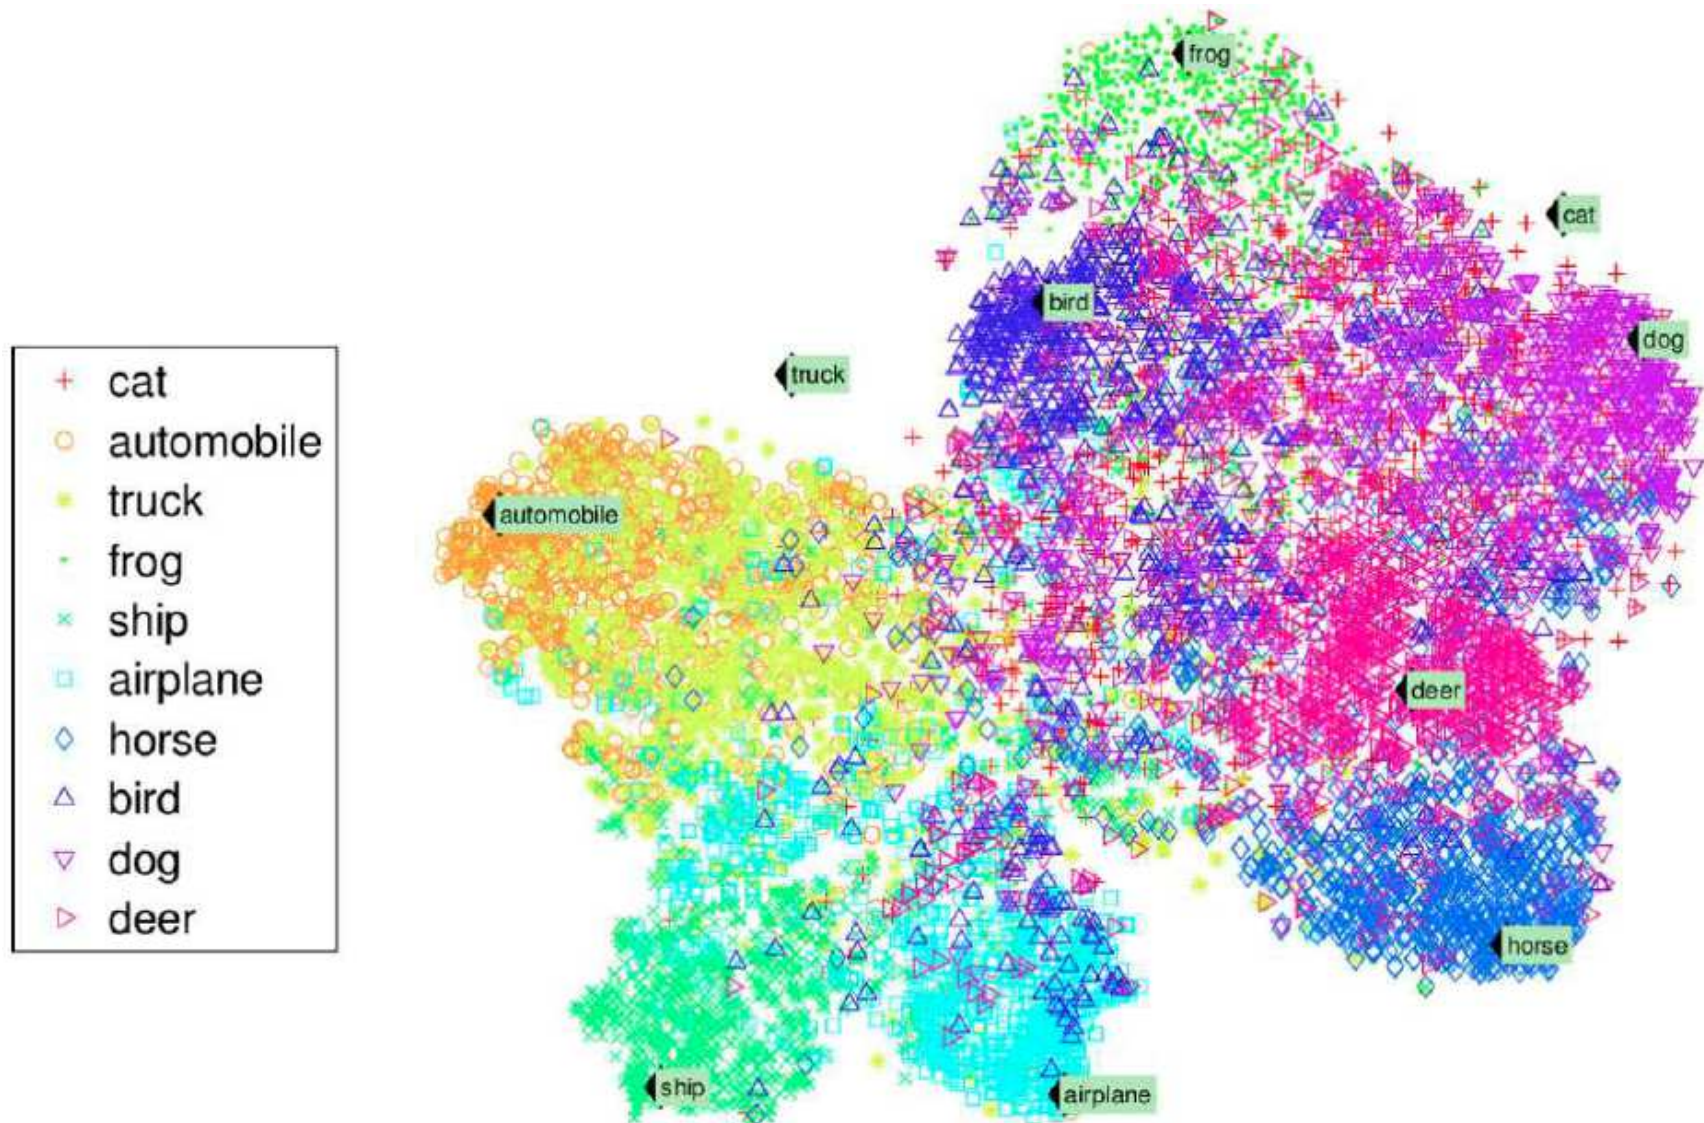 cat
automobile
truck
frog
ship
airplane
horse
bird
dog
deer
frog
cat
bird
dog
truck
automobile
deer
horse
ship
airplane